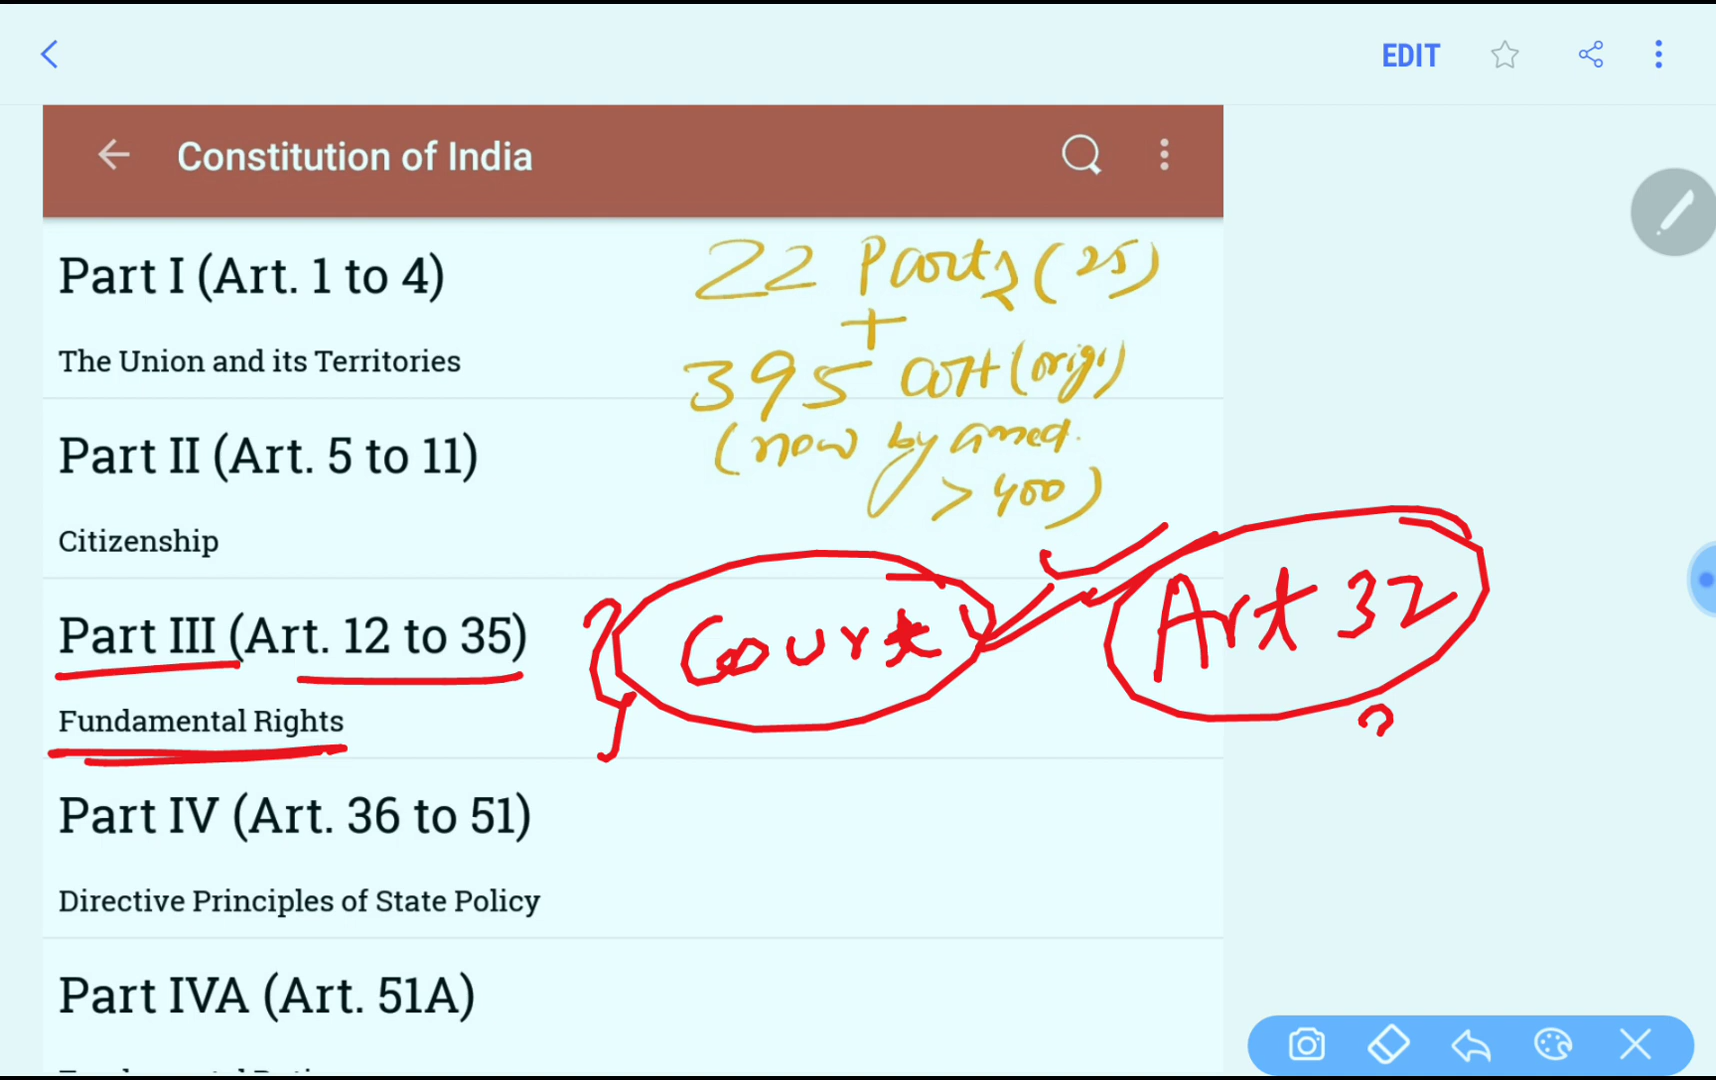 EDIT
Constitution of India
Part I (Art. 1 to 4)
22 Parts (25)
+
The Union and its Territories
395 art (orig.)
Part II (Art. 5 to 11)
(now by amed.
> 400)
Citizenship
Part III (Art. 12 to 35)
Court
Art 32
Fundamental Rights
Part IV (Art. 36 to 51)
Directive Principles of State Policy
Part IVA (Art. 51A)